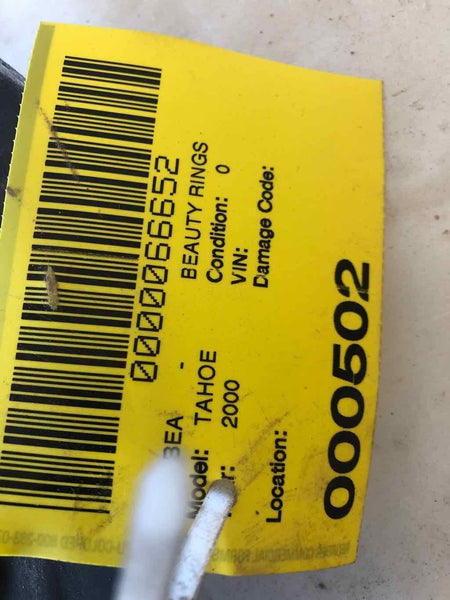 0000066652
BEA - BEAUTY RINGS
Model: TAHOE Condition: 0
2000 VIN:
Damage Code:
Location:
000502